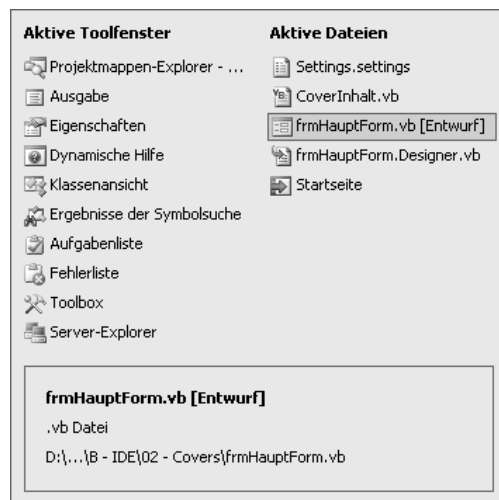 Aktive Toolfenster
Projektmappen-Explorer - ...
Ausgabe
Eigenschaften
Dynamische Hilfe
Klassenansicht
Ergebnisse der Symbolsuche
Aufgabenliste
Fehlerliste
Toolbox
Server-Explorer
Aktive Dateien
Settings.settings
CoverInhalt.vb
frmHauptForm.vb [Entwurf]
frmHauptForm.Designer.vb
Startseite
frmHauptForm.vb [Entwurf]
.vb Datei
D:\...\B - IDE\02 - Covers\frmHauptForm.vb